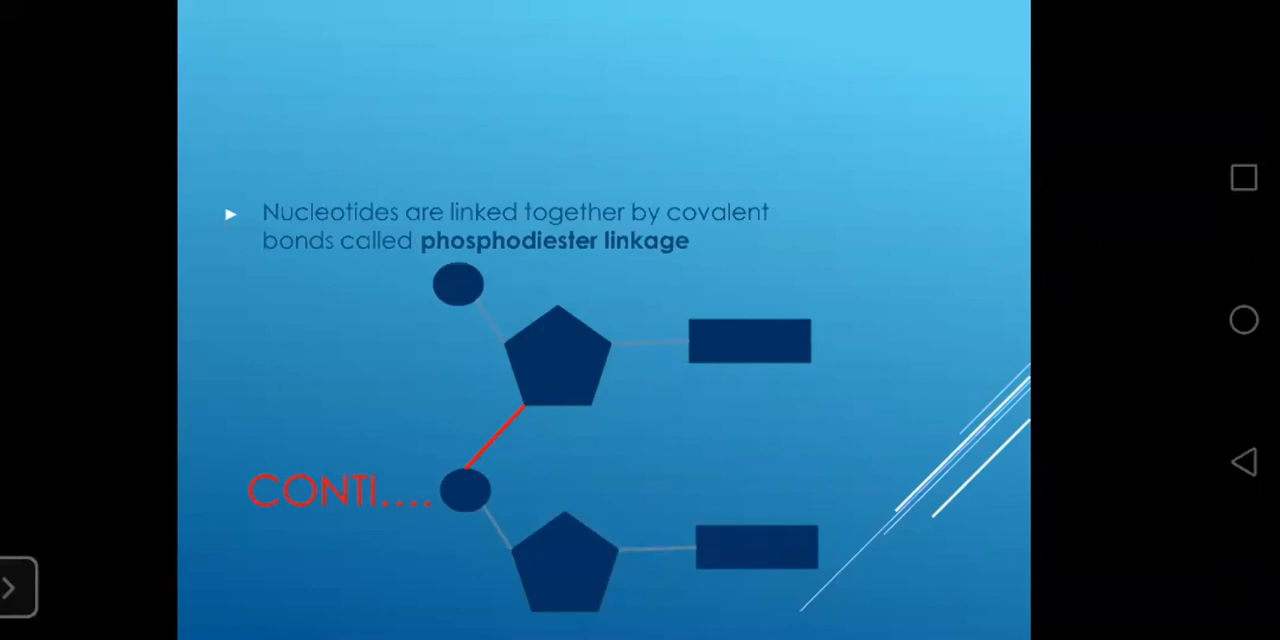 Nucleotides are linked together by covalent
bonds called phosphodiester linkage
CONTI....